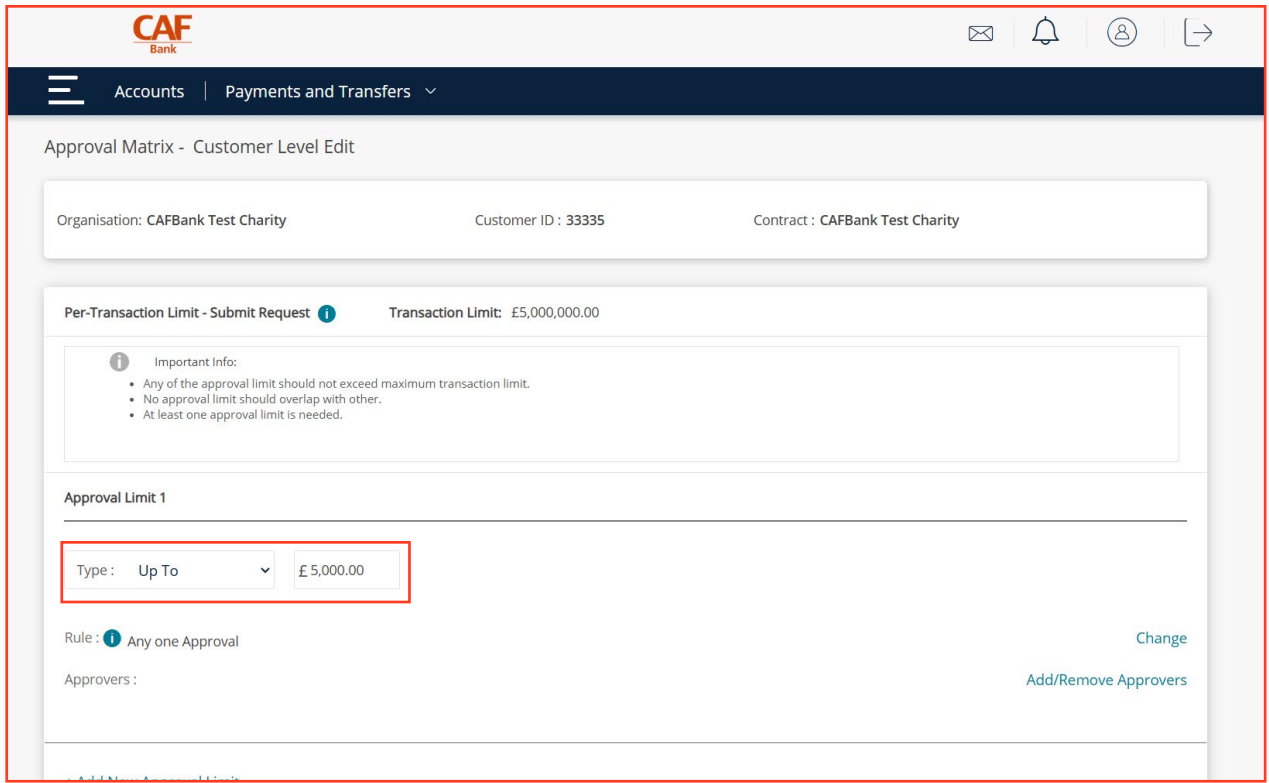 CAF
Bank
Accounts Payments and Transfers
Approval Matrix - Customer Level Edit
Organisation: CAFBank Test Charity Customer ID : 33335 Contract : CAFBank Test Charity
Per-Transaction Limit - Submit Request i Transaction Limit: £5,000,000.00
i Important Info:
• Any of the approval limit should not exceed maximum transaction limit.
• No approval limit should overlap with other.
• At least one approval limit is needed.
Approval Limit 1
Type : Up To £ 5,000.00
Rule : i Any one Approval Change
Approvers : Add/Remove Approvers
+ Add New Approval Limit